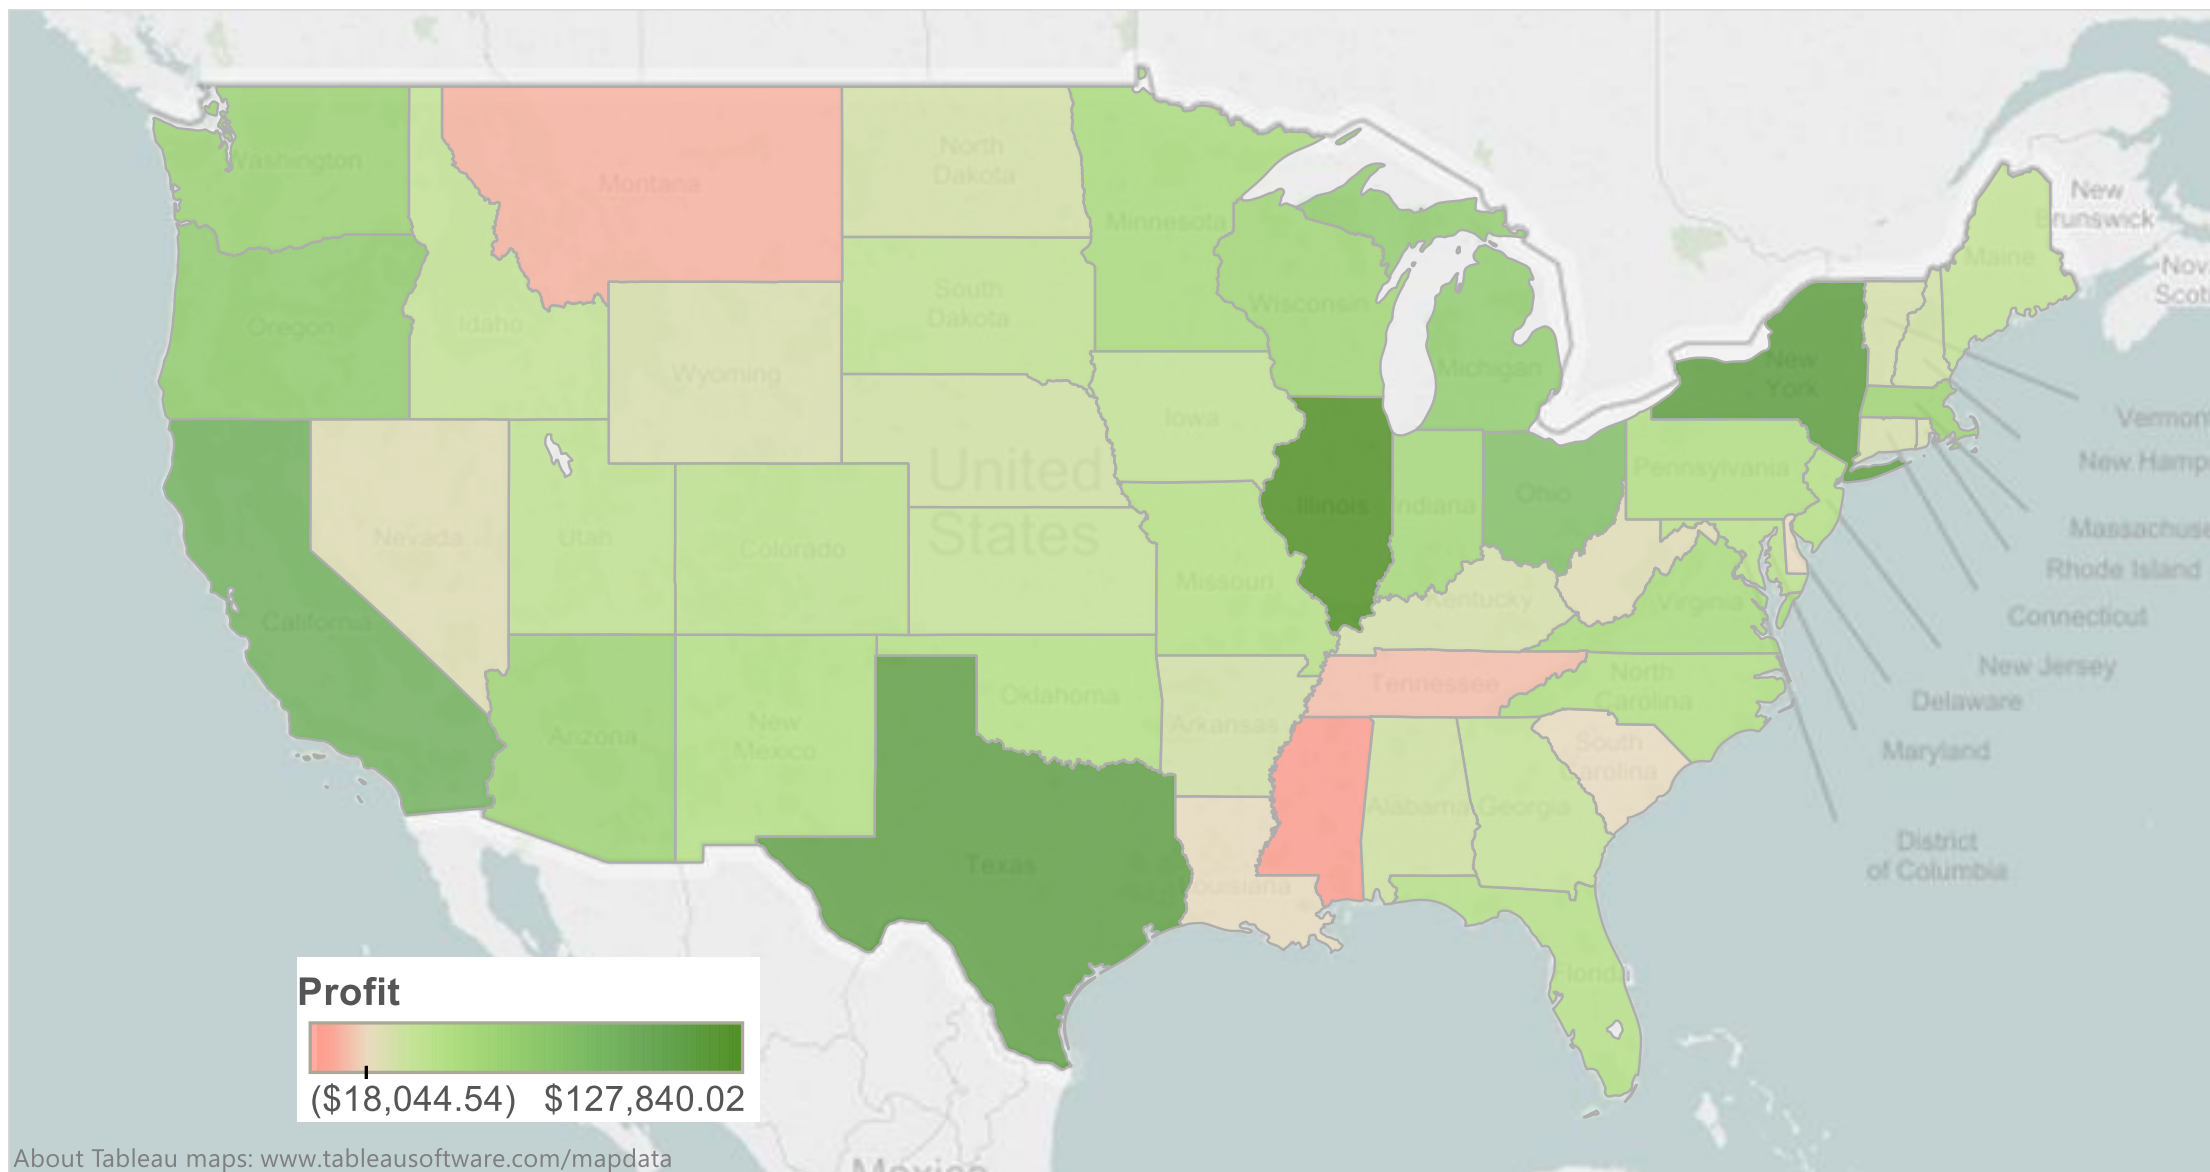 Washington
Montana
North
Dakota
Minnesota
New
Brunswick
Maine
Oregon
Idaho
South
Dakota
Wisconsin
Michigan
New
York
Wyoming
Iowa
Vermont
New Hamp
Pennsylvania
United
States
Illinois
Indiana
Ohio
Nevada
Utah
Colorado
Massachuse
Rhode Island
Missouri
Kentucky
Virginia
Connecticut
California
New Jersey
Tennessee
North
Carolina
Oklahoma
Delaware
Arizona
New
Mexico
Arkansas
South
Carolina
Maryland
Alabama
Georgia
Texas
Louisiana
District
of Columbia
Florida
Profit
($18,044.54) $127,840.02
About Tableau maps: www.tableausoftware.com/mapdata